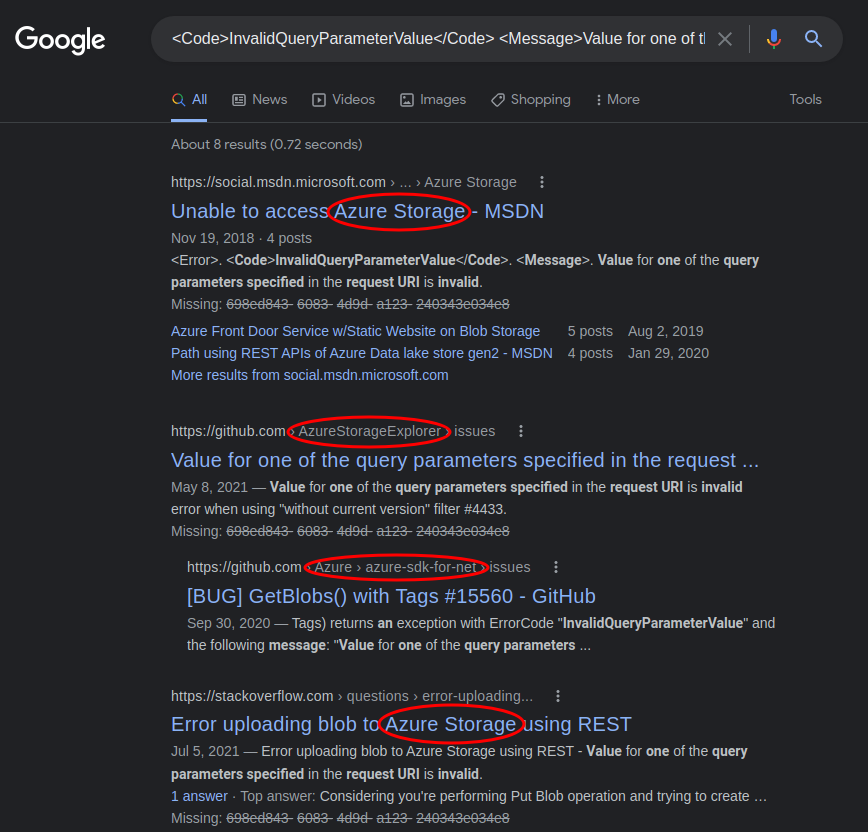 Google
<Code>InvalidQueryParameterValue</Code> <Message>Value for one of t
All News Videos Images Shopping More Tools
About 8 results (0.72 seconds)
https://social.msdn.microsoft.com › ... › Azure Storage
Unable to access Azure Storage - MSDN
Nov 19, 2018 · 4 posts
<Error>. <Code>InvalidQueryParameterValue</Code>. <Message>. Value for one of the query
parameters specified in the request URI is invalid.
Missing: 698ed843- 6083- 4d9d- a123- 240343e034e8
Azure Front Door Service w/Static Website on Blob Storage 5 posts Aug 2, 2019
Path using REST APIs of Azure Data lake store gen2 - MSDN 4 posts Jan 29, 2020
More results from social.msdn.microsoft.com
https://github.com › AzureStorageExplorer › issues
Value for one of the query parameters specified in the request ...
May 8, 2021 — Value for one of the query parameters specified in the request URI is invalid
error when using "without current version" filter #4433.
Missing: 698ed843- 6083- 4d9d- a123- 240343e034e8
https://github.com › Azure › azure-sdk-for-net › issues
[BUG] GetBlobs() with Tags #15560 - GitHub
Sep 30, 2020 — Tags) returns an exception with ErrorCode "InvalidQueryParameterValue" and
the following message: "Value for one of the query parameters ...
https://stackoverflow.com › questions › error-uploading...
Error uploading blob to Azure Storage using REST
Jul 5, 2021 — Error uploading blob to Azure Storage using REST - Value for one of the query
parameters specified in the request URI is invalid.
1 answer · Top answer: Considering you're performing Put Blob operation and trying to create …
Missing: 698ed843- 6083- 4d9d- a123- 240343e034e8